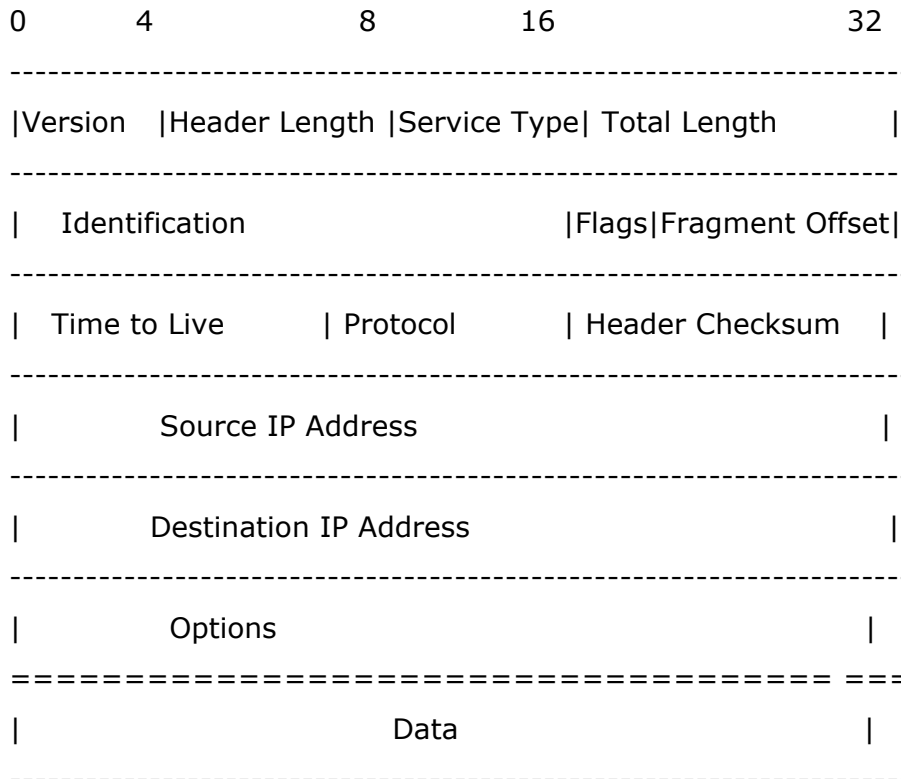 0 4 8 16 32
-----------------------------------------------------------------------
|Version |Header Length |Service Type| Total Length |
-----------------------------------------------------------------------
| Identification |Flags|Fragment Offset|
-----------------------------------------------------------------------
| Time to Live | Protocol | Header Checksum |
-----------------------------------------------------------------------
| Source IP Address |
-----------------------------------------------------------------------
| Destination IP Address |
-----------------------------------------------------------------------
| Options |
=================================== ===
| Data |
-----------------------------------------------------------------------